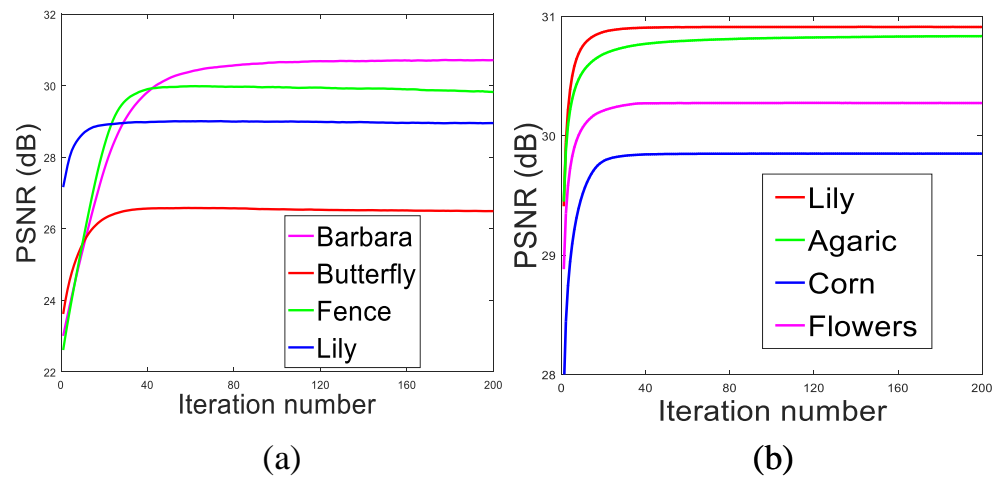 32
30
28
26
24
22
PSNR (dB)
Barbara
Butterfly
Fence
Lily
0 40 80 120 160 200
Iteration number
(a)
31
30
29
28
PSNR (dB)
Lily
Agaric
Corn
Flowers
0 40 80 120 160 200
Iteration number
(b)